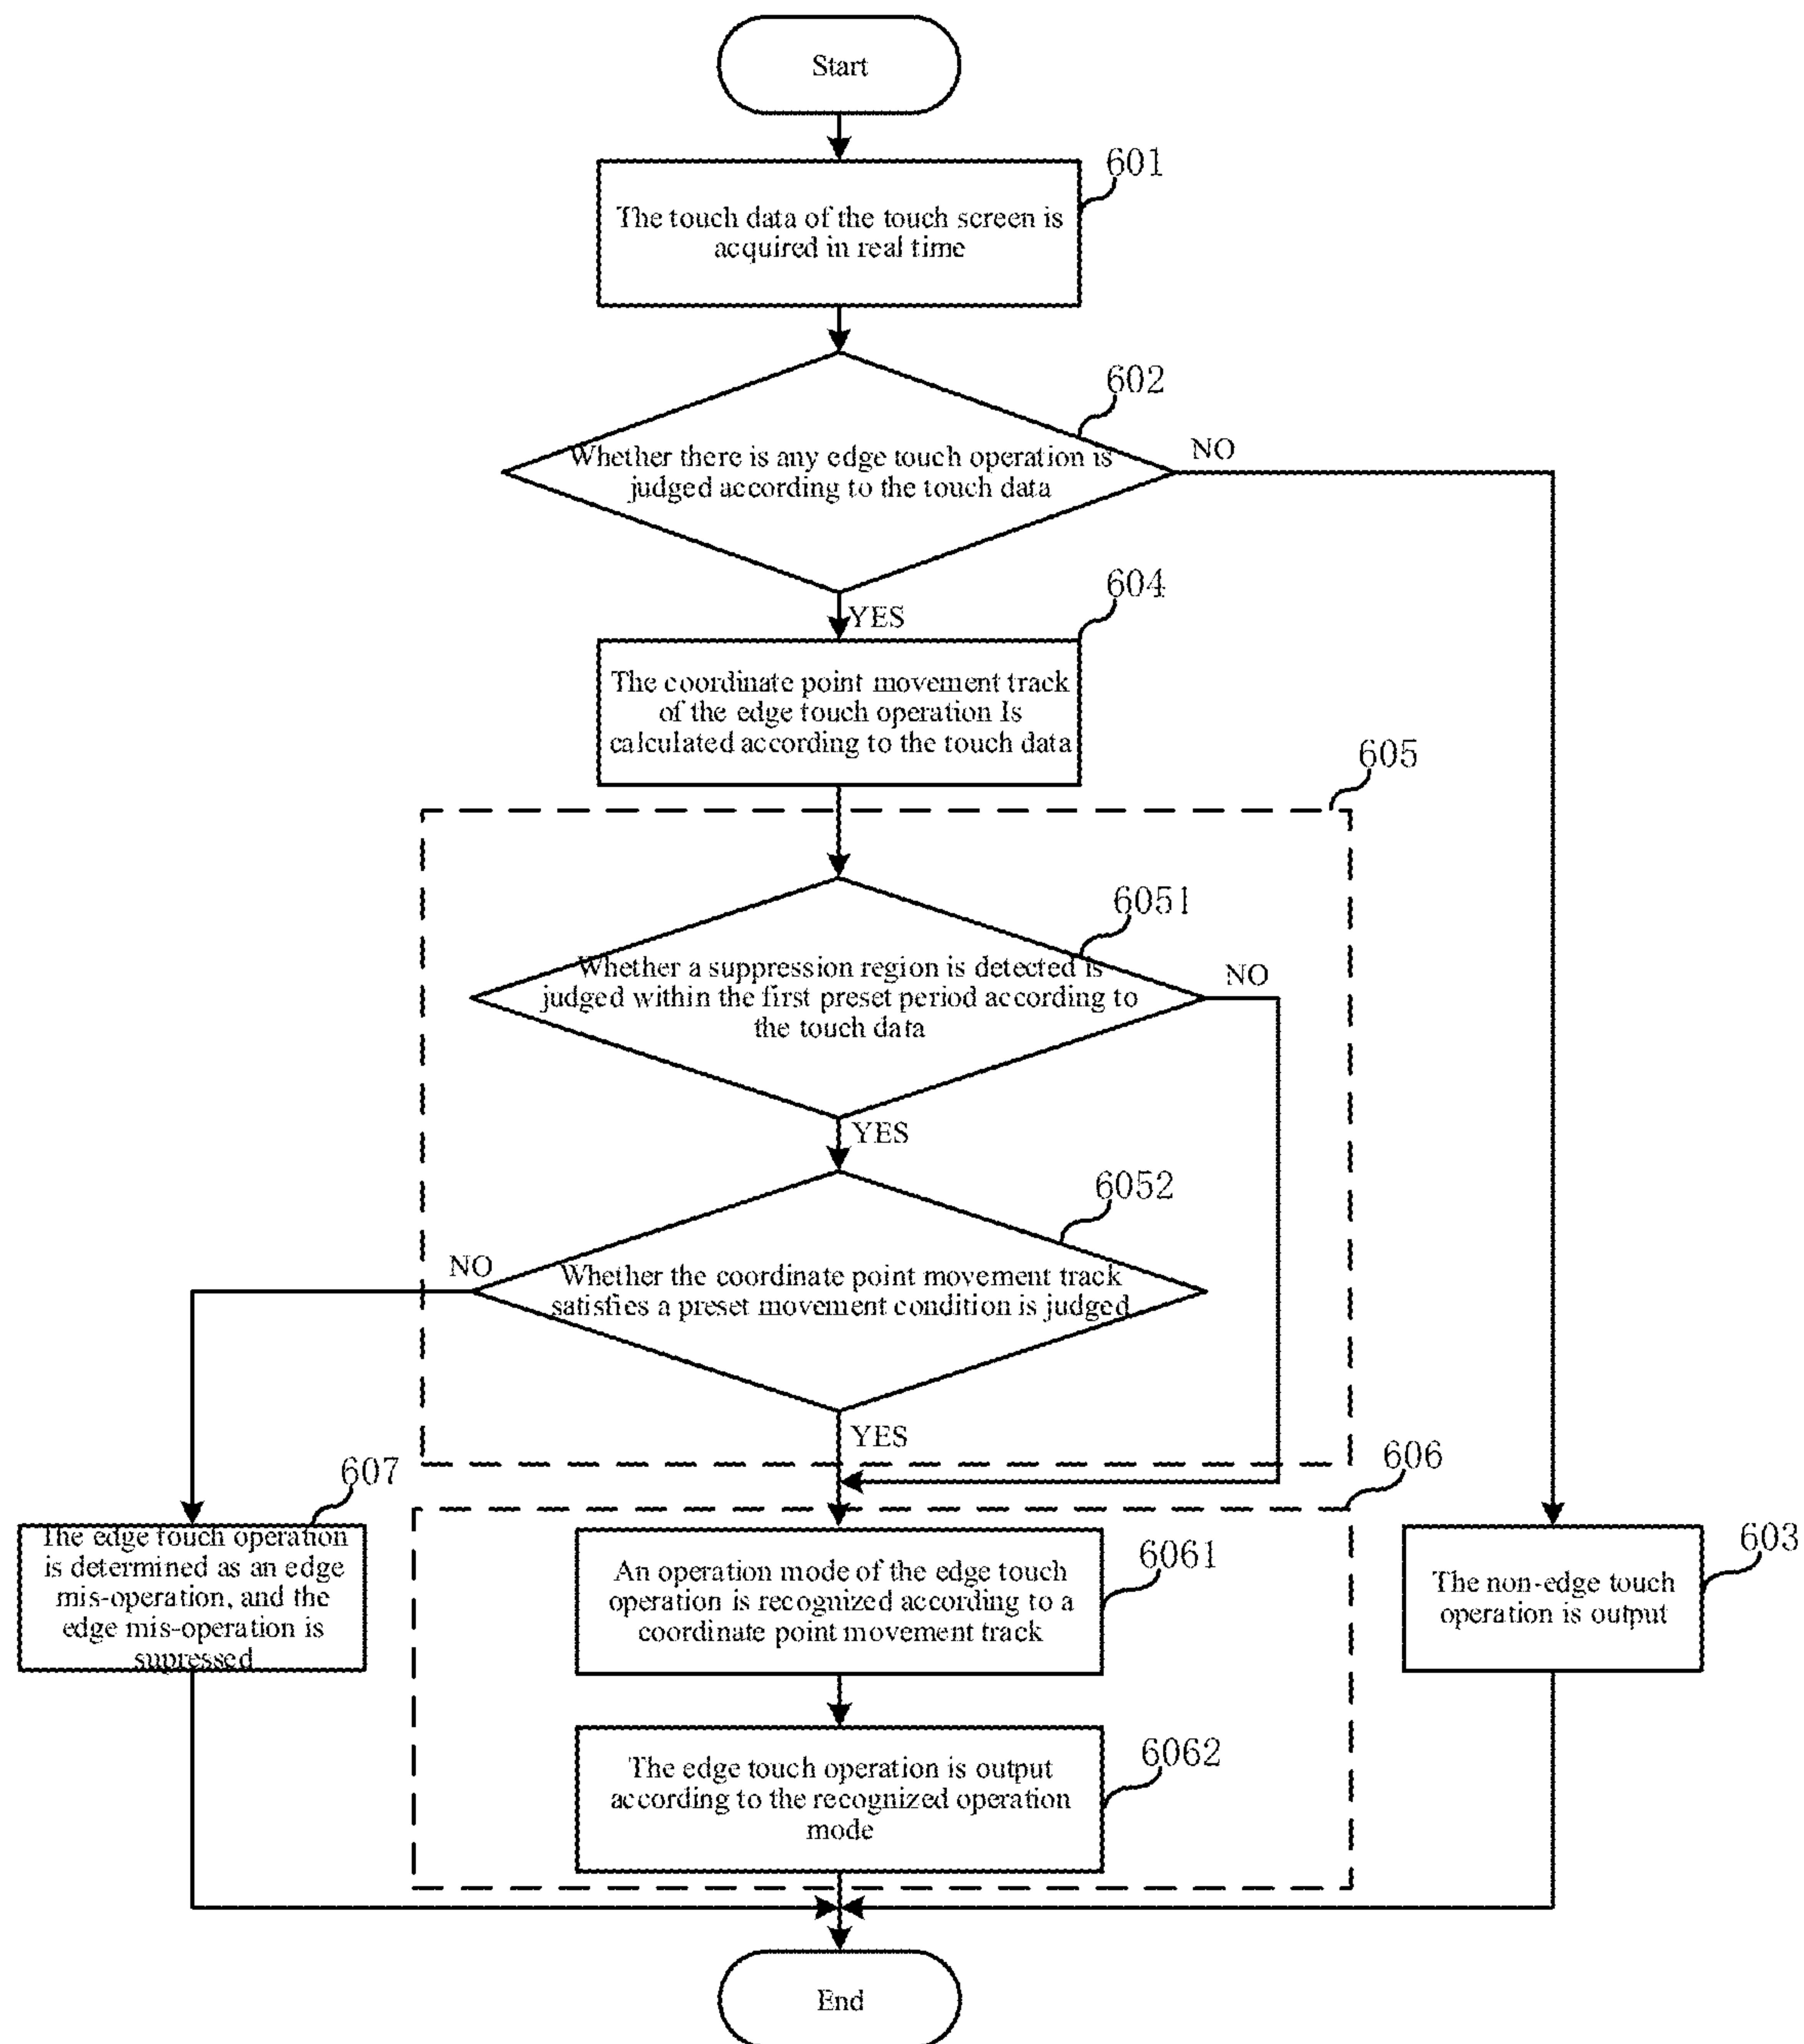 Start
601
The touch data of the touch screen is
acquired in real time
602
Whether there is any edge touch operation is
judged according to the touch data
NO
YES
604
The coordinate point movement track
of the edge touch operation Is
calculated according to the touch data
605
6051
Whether a suppression region is detected is
judged within the first preset period according to
the touch data
NO
YES
6052
Whether the coordinate point movement track
satisfies a preset movement condition is judged
NO
YES
606
607
The edge touch operation
is determined as an edge
mis-operation, and the
edge mis-operation is
supressed
6061
An operation mode of the edge touch
operation is recognized according to a
coordinate point movement track
603
The non-edge touch
operation is output
6062
The edge touch operation is output
according to the recognized operation
mode
End